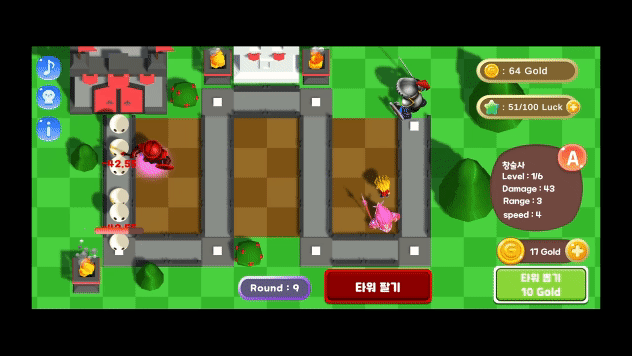 : 64 Gold
: 51/100 Luck
A
창술사
Level : 1/6
Damage : 43
Range : 3
speed : 4
17 Gold
타워 뽑기
10 Gold
Round : 9
타워 팔기